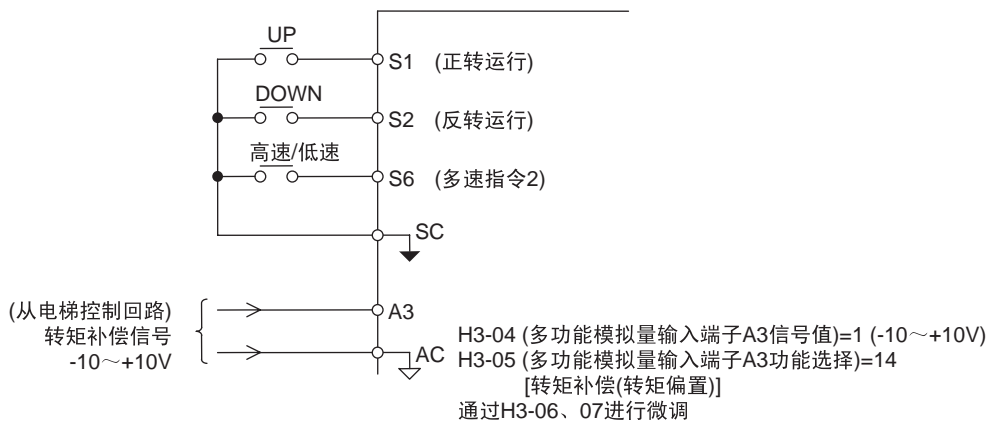 UP
S1 (正转运行)
DOWN
S2 (反转运行)
高速/低速
S6 (多速指令2)
SC
(从电梯控制回路)
转矩补偿信号
-10～+10V
A3
AC
H3-04 (多功能模拟量输入端子A3信号值)=1 (-10～+10V)
H3-05 (多功能模拟量输入端子A3功能选择)=14
[转矩补偿(转矩偏置)]
通过H3-06、07进行微调